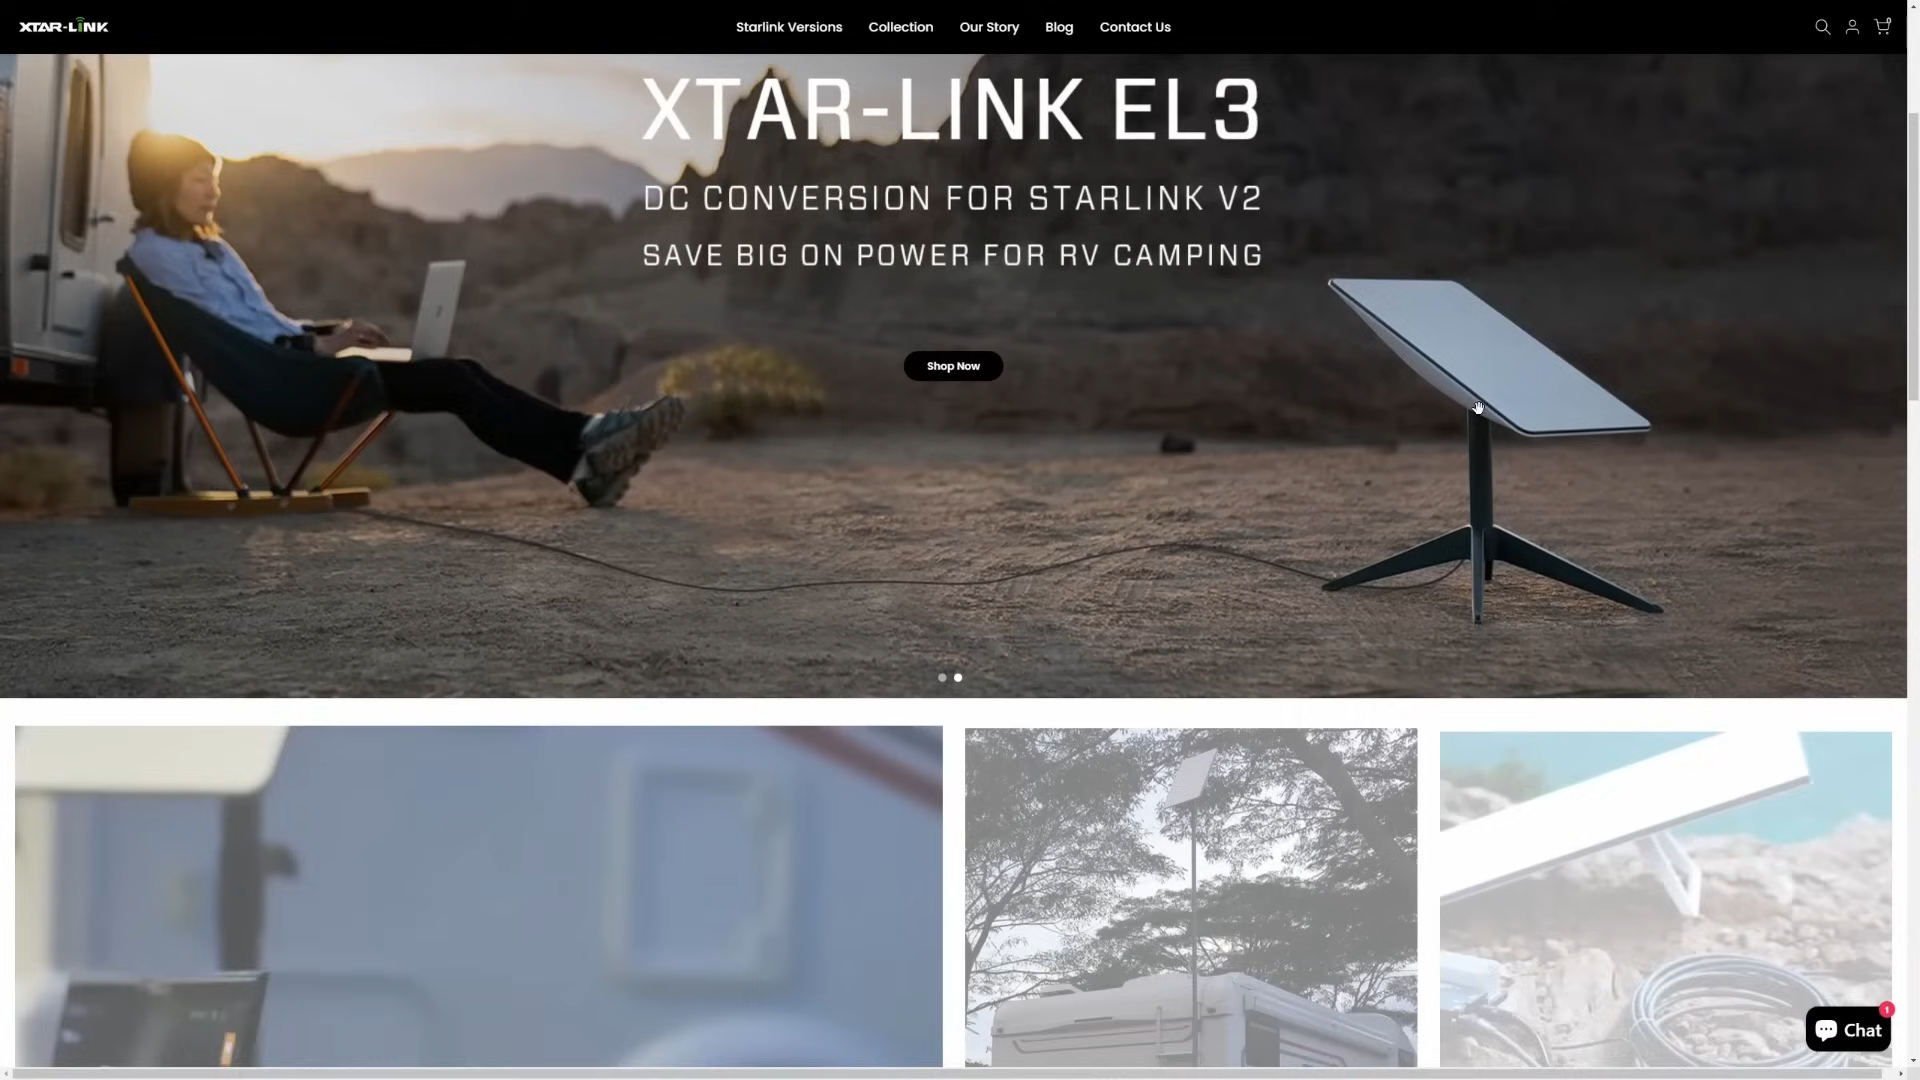 XTAR-LINK
Starlink Versions
Collection
Our Story
Blog
Contact Us
0
XTAR-LINK EL3
DC CONVERSION FOR STARLINK V2
SAVE BIG ON POWER FOR RV CAMPING
Shop Now
1
Chat